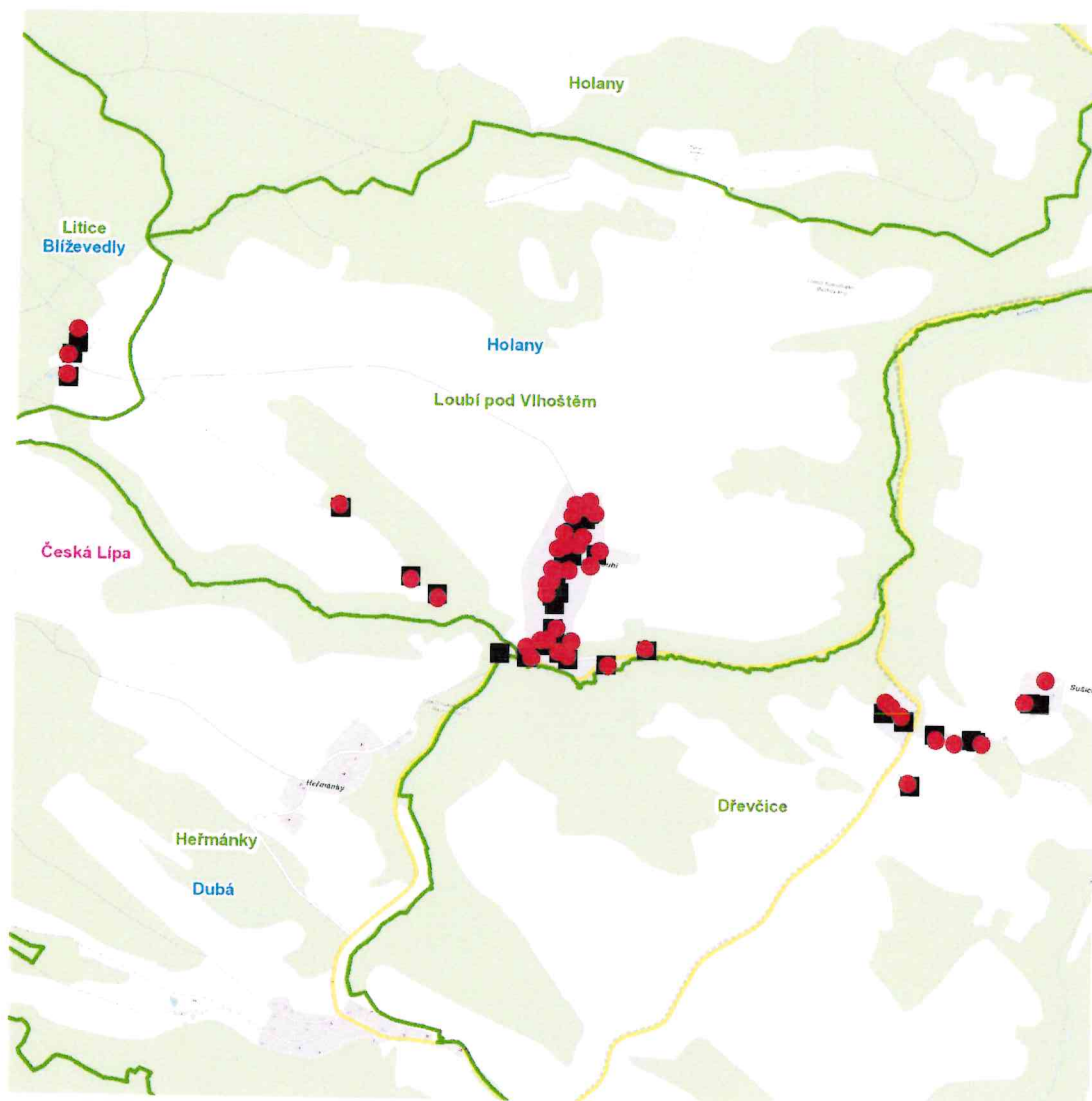 Holany
Litice
Blíževedly
Holany
Loubí pod Vlhoštěm
Česká Lípa
Heřmánky
Dřevčice
Heřmánky
Dubá